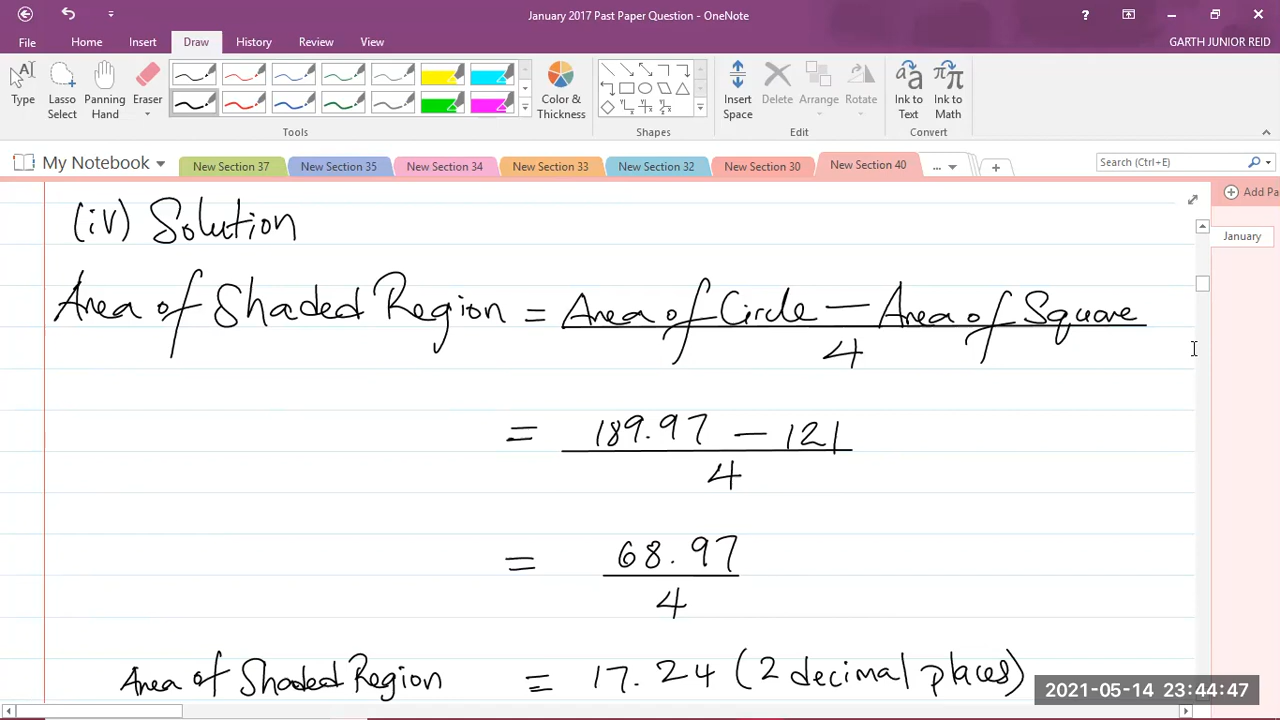 January 2017 Past Paper Question - OneNote
GARTH JUNIOR REID
File Home Insert Draw History Review View
Type
Lasso Select
Panning Hand
Eraser
Color & Thickness
Insert Space
Delete
Arrange
Rotate
Ink to Text
Ink to Math
Tools
Shapes
Edit
Convert
My Notebook
New Section 37
New Section 35
New Section 34
New Section 33
New Section 32
New Section 30
New Section 40
...
Search (Ctrl+E)
Add Pa
January
(iv) Solution
Area of Shaded Region = Area of Circle – Area of Square
4
= 189.97 – 121
4
= 68.97
4
Area of Shaded Region = 17.24 (2 decimal places)
2021-05-14 23:44:47